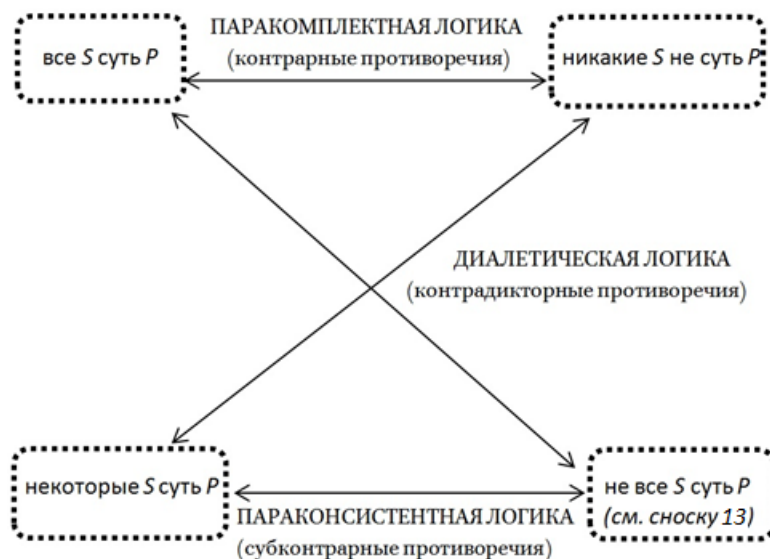 ПАРАКОМПЛЕКТНАЯ ЛОГИКА
(контрарные противоречия)
все S суть P
никакие S не суть P
ДИАЛЕТИЧЕСКАЯ ЛОГИКА
(контрадикторные противоречия)
некоторые S суть P
не все S суть P
(см. сноску 13)
ПАРАКОНСИСТЕНТНАЯ ЛОГИКА
(субконтрарные противоречия)